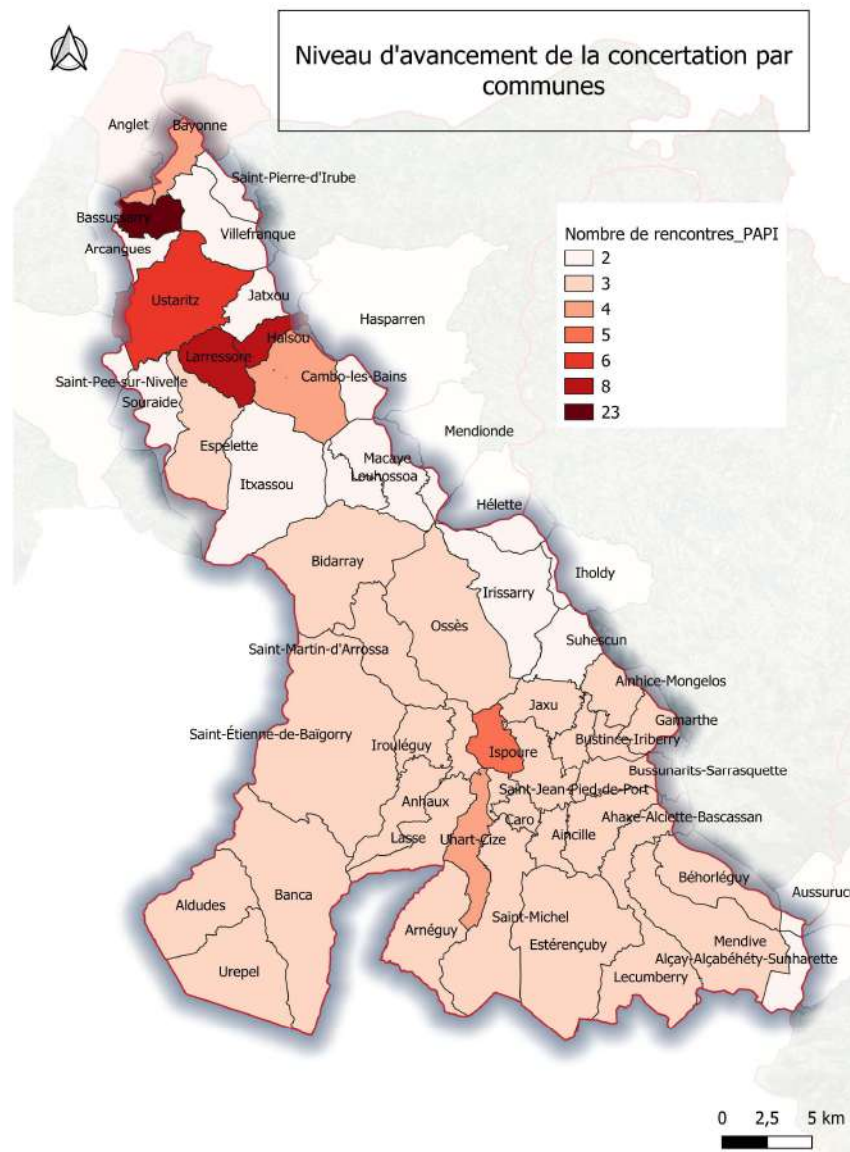 Niveau d'avancement de la concertation par
communes
Anglet
Bayonne
Saint-Pierre-d'Irube
Bassussarry
Villefranque
Arcangues
Nombre de rencontres_PAPI
2
3
4
5
6
8
23
Ustaritz
Jatxou
Hasparren
Halsou
Larressore
Saint-Pee-sur-Nivelle
Cambo-les-Bains
Souraide
Espelette
Mendionde
Macaye
Louhossoa
Itxassou
Hélette
Bidarray
Iholdy
Irissarry
Ossès
Suhescun
Saint-Martin-d'Arrossa
Ainhice-Mongelos
Jaxu
Gamarthe
Saint-Étienne-de-Baïgorry
Irouléguy
Ispoure
Bustince-Iriberry
Bussunarits-Sarrasquette
Saint-Jean-Pied-de-Port
Anhaux
Ahaxe-Alciette-Bascassan
Caro
Lasse
Uhart-Cize
Aincille
Béhorléguy
Aussurucq
Banca
Aldudes
Saint-Michel
Arnéguy
Estérençuby
Mendive
Alçay-Alçabéhéty-Sunharette
Urepel
Lecumberry
0 2,5 5 km